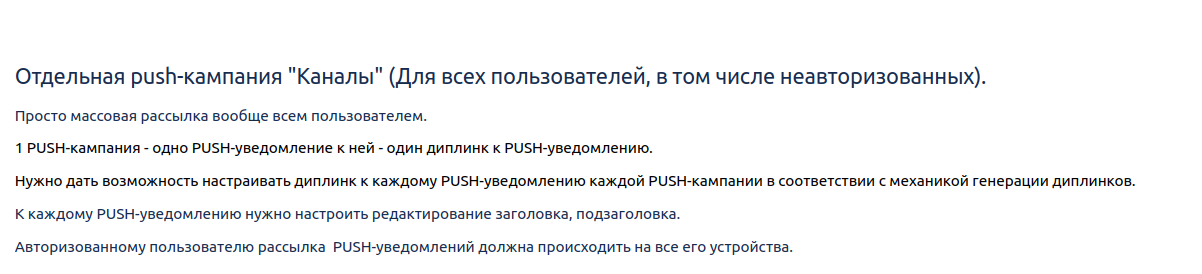 Отдельная push-кампания "Каналы" (Для всех пользователей, в том числе неавторизованных).
Просто массовая рассылка вообще всем пользователем.
1 PUSH-кампания - одно PUSH-уведомление к ней - один диплинк к PUSH-уведомлению.
Нужно дать возможность настраивать диплинк к каждому PUSH-уведомлению каждой PUSH-кампании в соответствии с механикой генерации диплинков.
К каждому PUSH-уведомлению нужно настроить редактирование заголовка, подзаголовка.
Авторизованному пользователю рассылка  PUSH-уведомлений должна происходить на все его устройства.